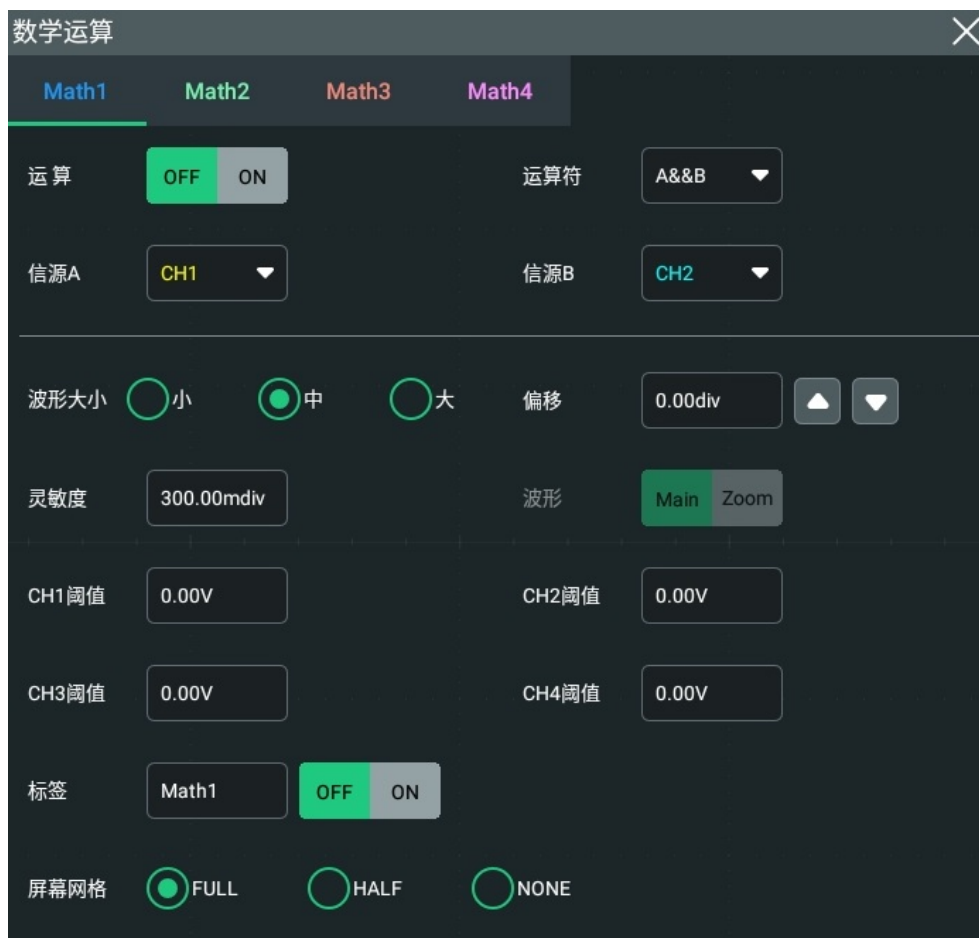 数学运算
Math1 Math2 Math3 Math4
运 算 OFF ON 运算符 A&&B
信源A CH1 信源B CH2
波形大小 小 中 大 偏移 0.00div
灵敏度 300.00mdiv 波形 Main Zoom
CH1阈值 0.00V CH2阈值 0.00V
CH3阈值 0.00V CH4阈值 0.00V
标签 Math1 OFF ON
屏幕网格 FULL HALF NONE